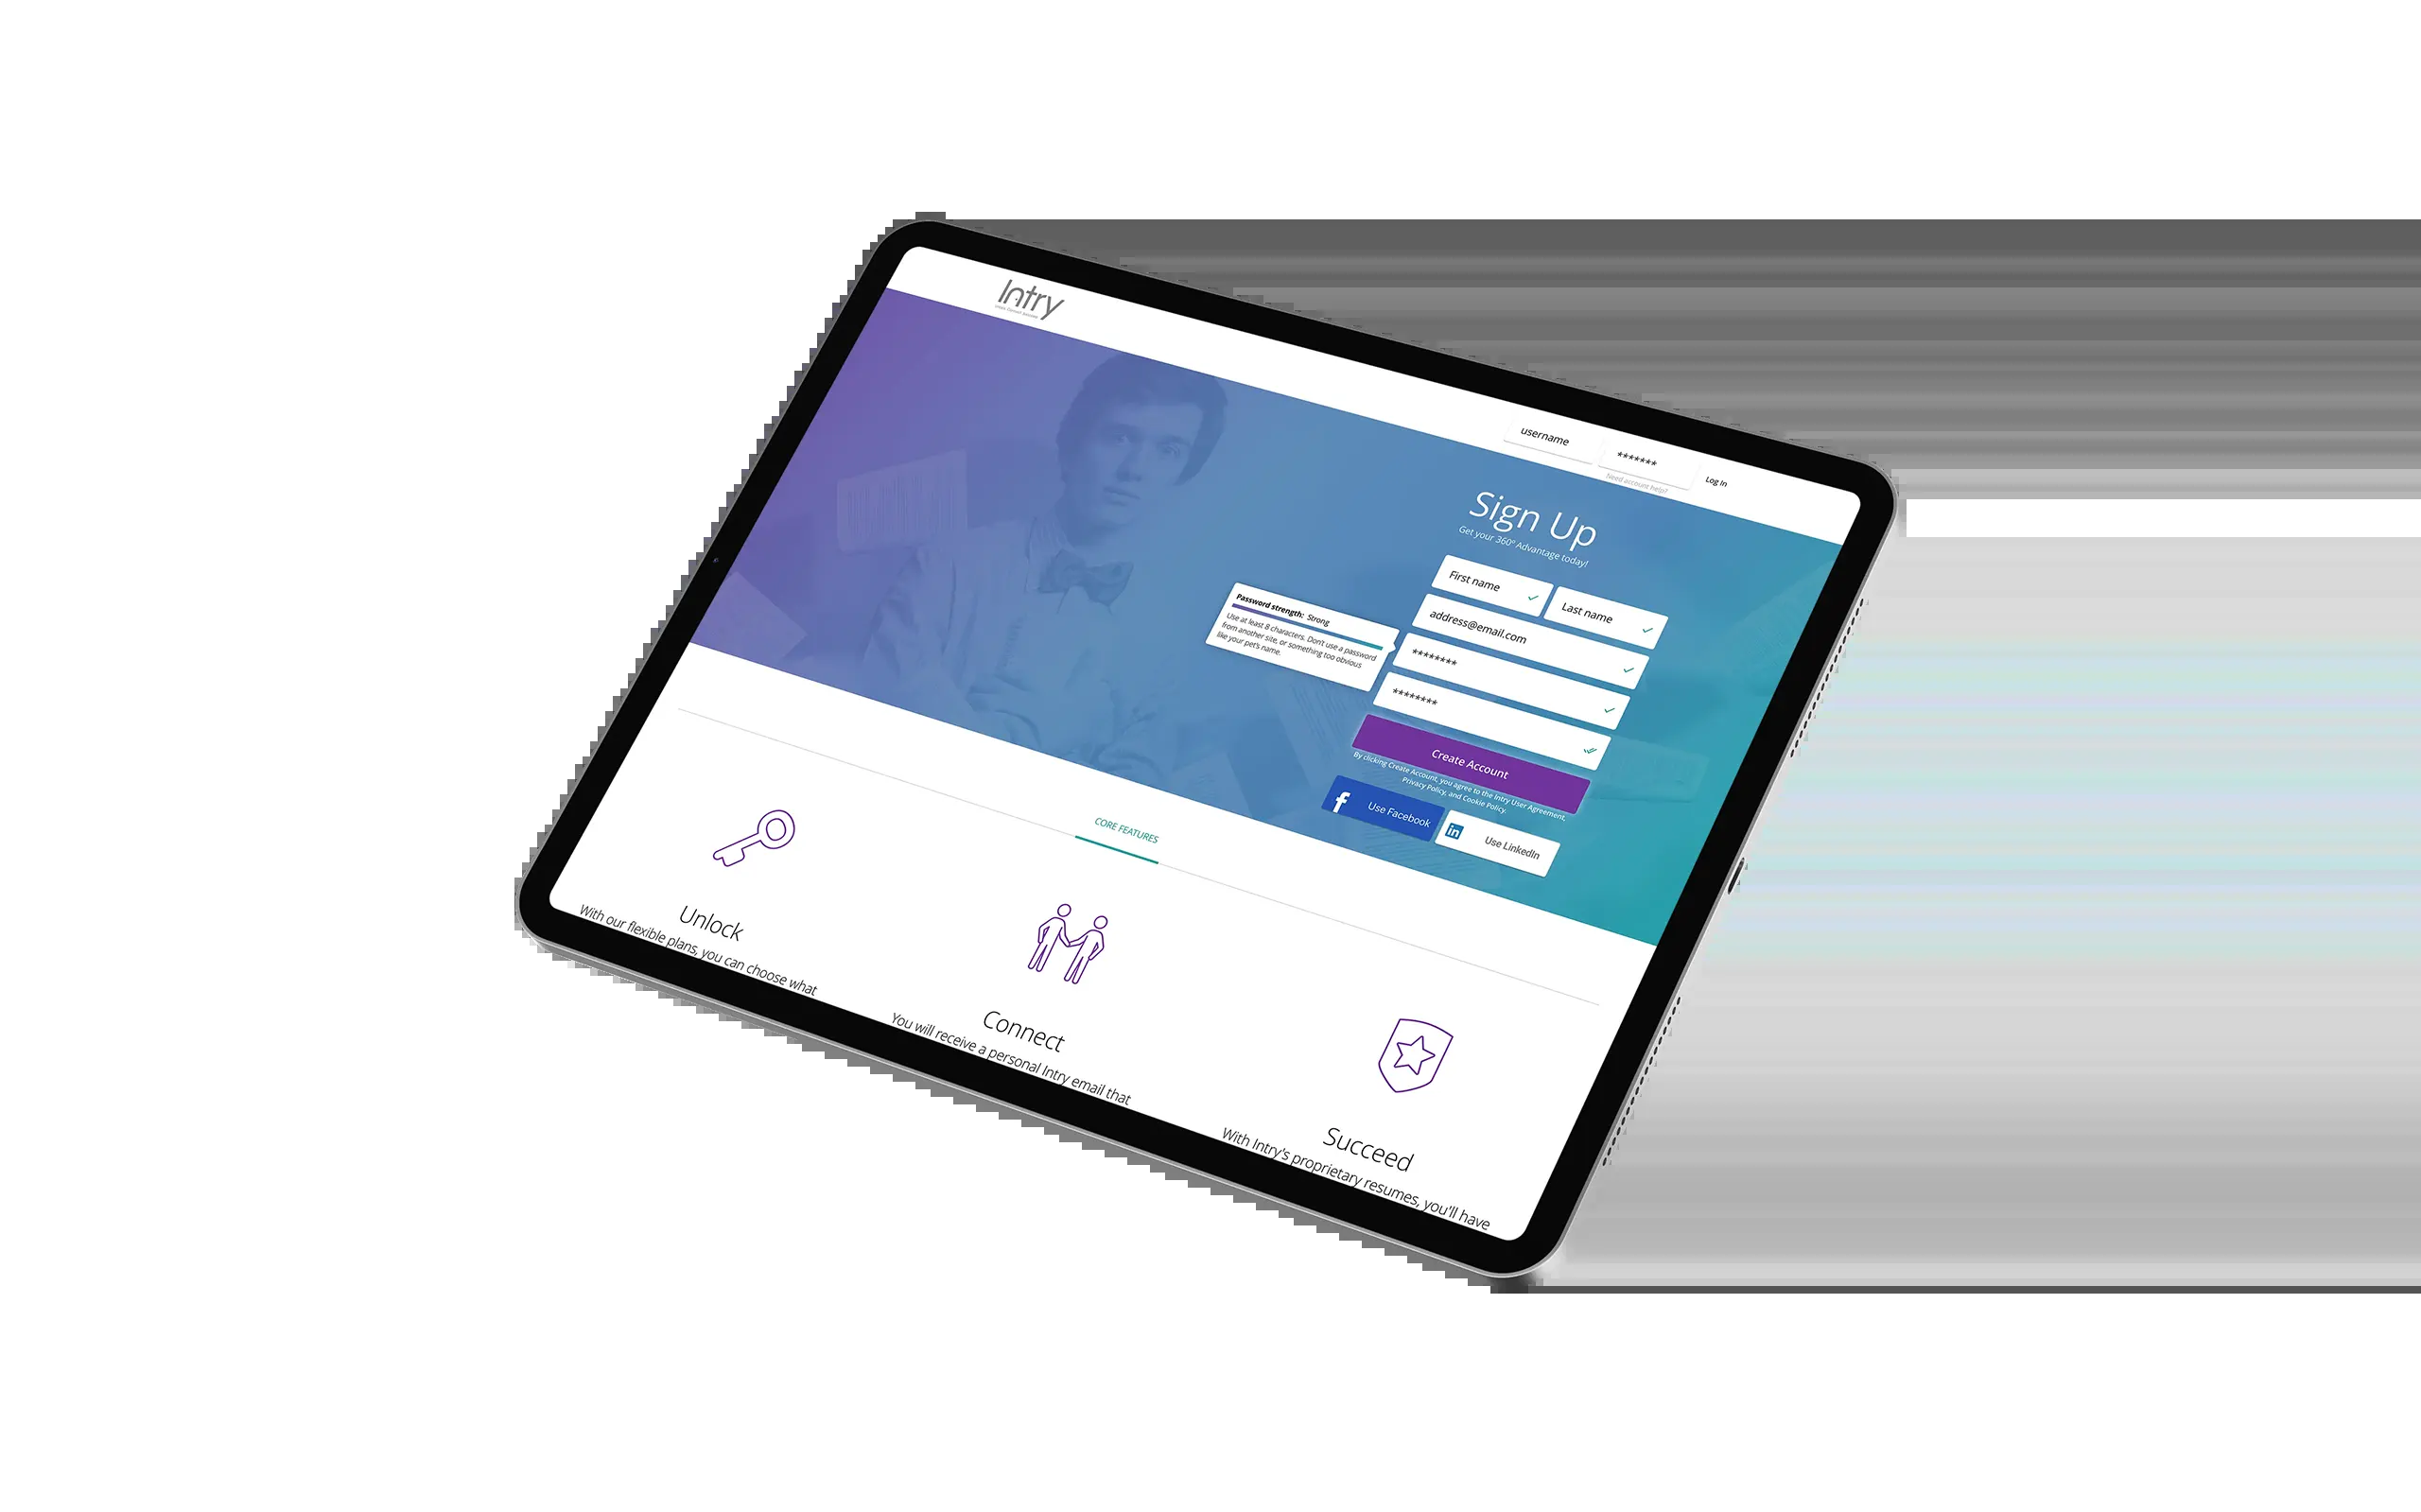 Intry
username
*******
Log In
Need account help?
Sign Up
Get your 360° Advantage today!
First name
Last name
address@email.com
********
********
Password strength: Strong
Use at least 8 characters. Don't use a password
from another site, or something too obvious
like your pet's name.
Create Account
By clicking Create Account, you agree to the Intry User Agreement,
Privacy Policy, and Cookie Policy.
f Use Facebook
in Use LinkedIn
CORE FEATURES
Unlock
With our flexible plans, you can choose what
Connect
You will receive a personal Intry email that
Succeed
With Intry's proprietary resumes, you'll have